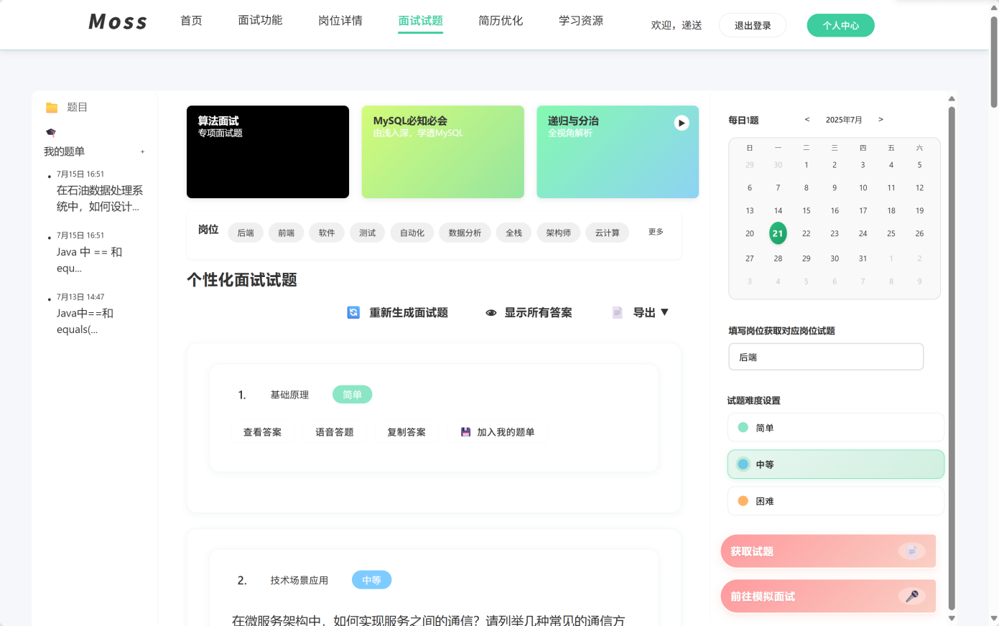 Moss
首页
面试功能
岗位详情
面试试题
简历优化
学习资源
欢迎，递送
退出登录
个人中心
题目
我的题单 +
7月15日 16:51
在石油数据处理系
统中，如何设计...
7月15日 16:51
Java 中 == 和
equ...
7月13日 14:47
Java中==和
equals(...
算法面试
专项面试题
MySQL必知必会
由浅入深，学透MySQL
递归与分治
全视角解析
岗位 后端 前端 软件 测试 自动化 数据分析 全栈 架构师 云计算 更多
个性化面试试题
重新生成面试题 显示所有答案 导出 ▼
1. 基础原理 简单
查看答案 语音答题 复制答案 加入我的题单
2. 技术场景应用 中等
在微服务架构中，如何实现服务之间的通信？请列举几种常见的通信方
每日1题 < 2025年7月 >
日 一 二 三 四 五 六
29 30 1 2 3 4 5
6 7 8 9 10 11 12
13 14 15 16 17 18 19
20 21 22 23 24 25 26
27 28 29 30 31 1 2
3 4 5 6 7 8 9
填写岗位获取对应岗位试题
后端
试题难度设置
简单
中等
困难
获取试题
前往模拟面试